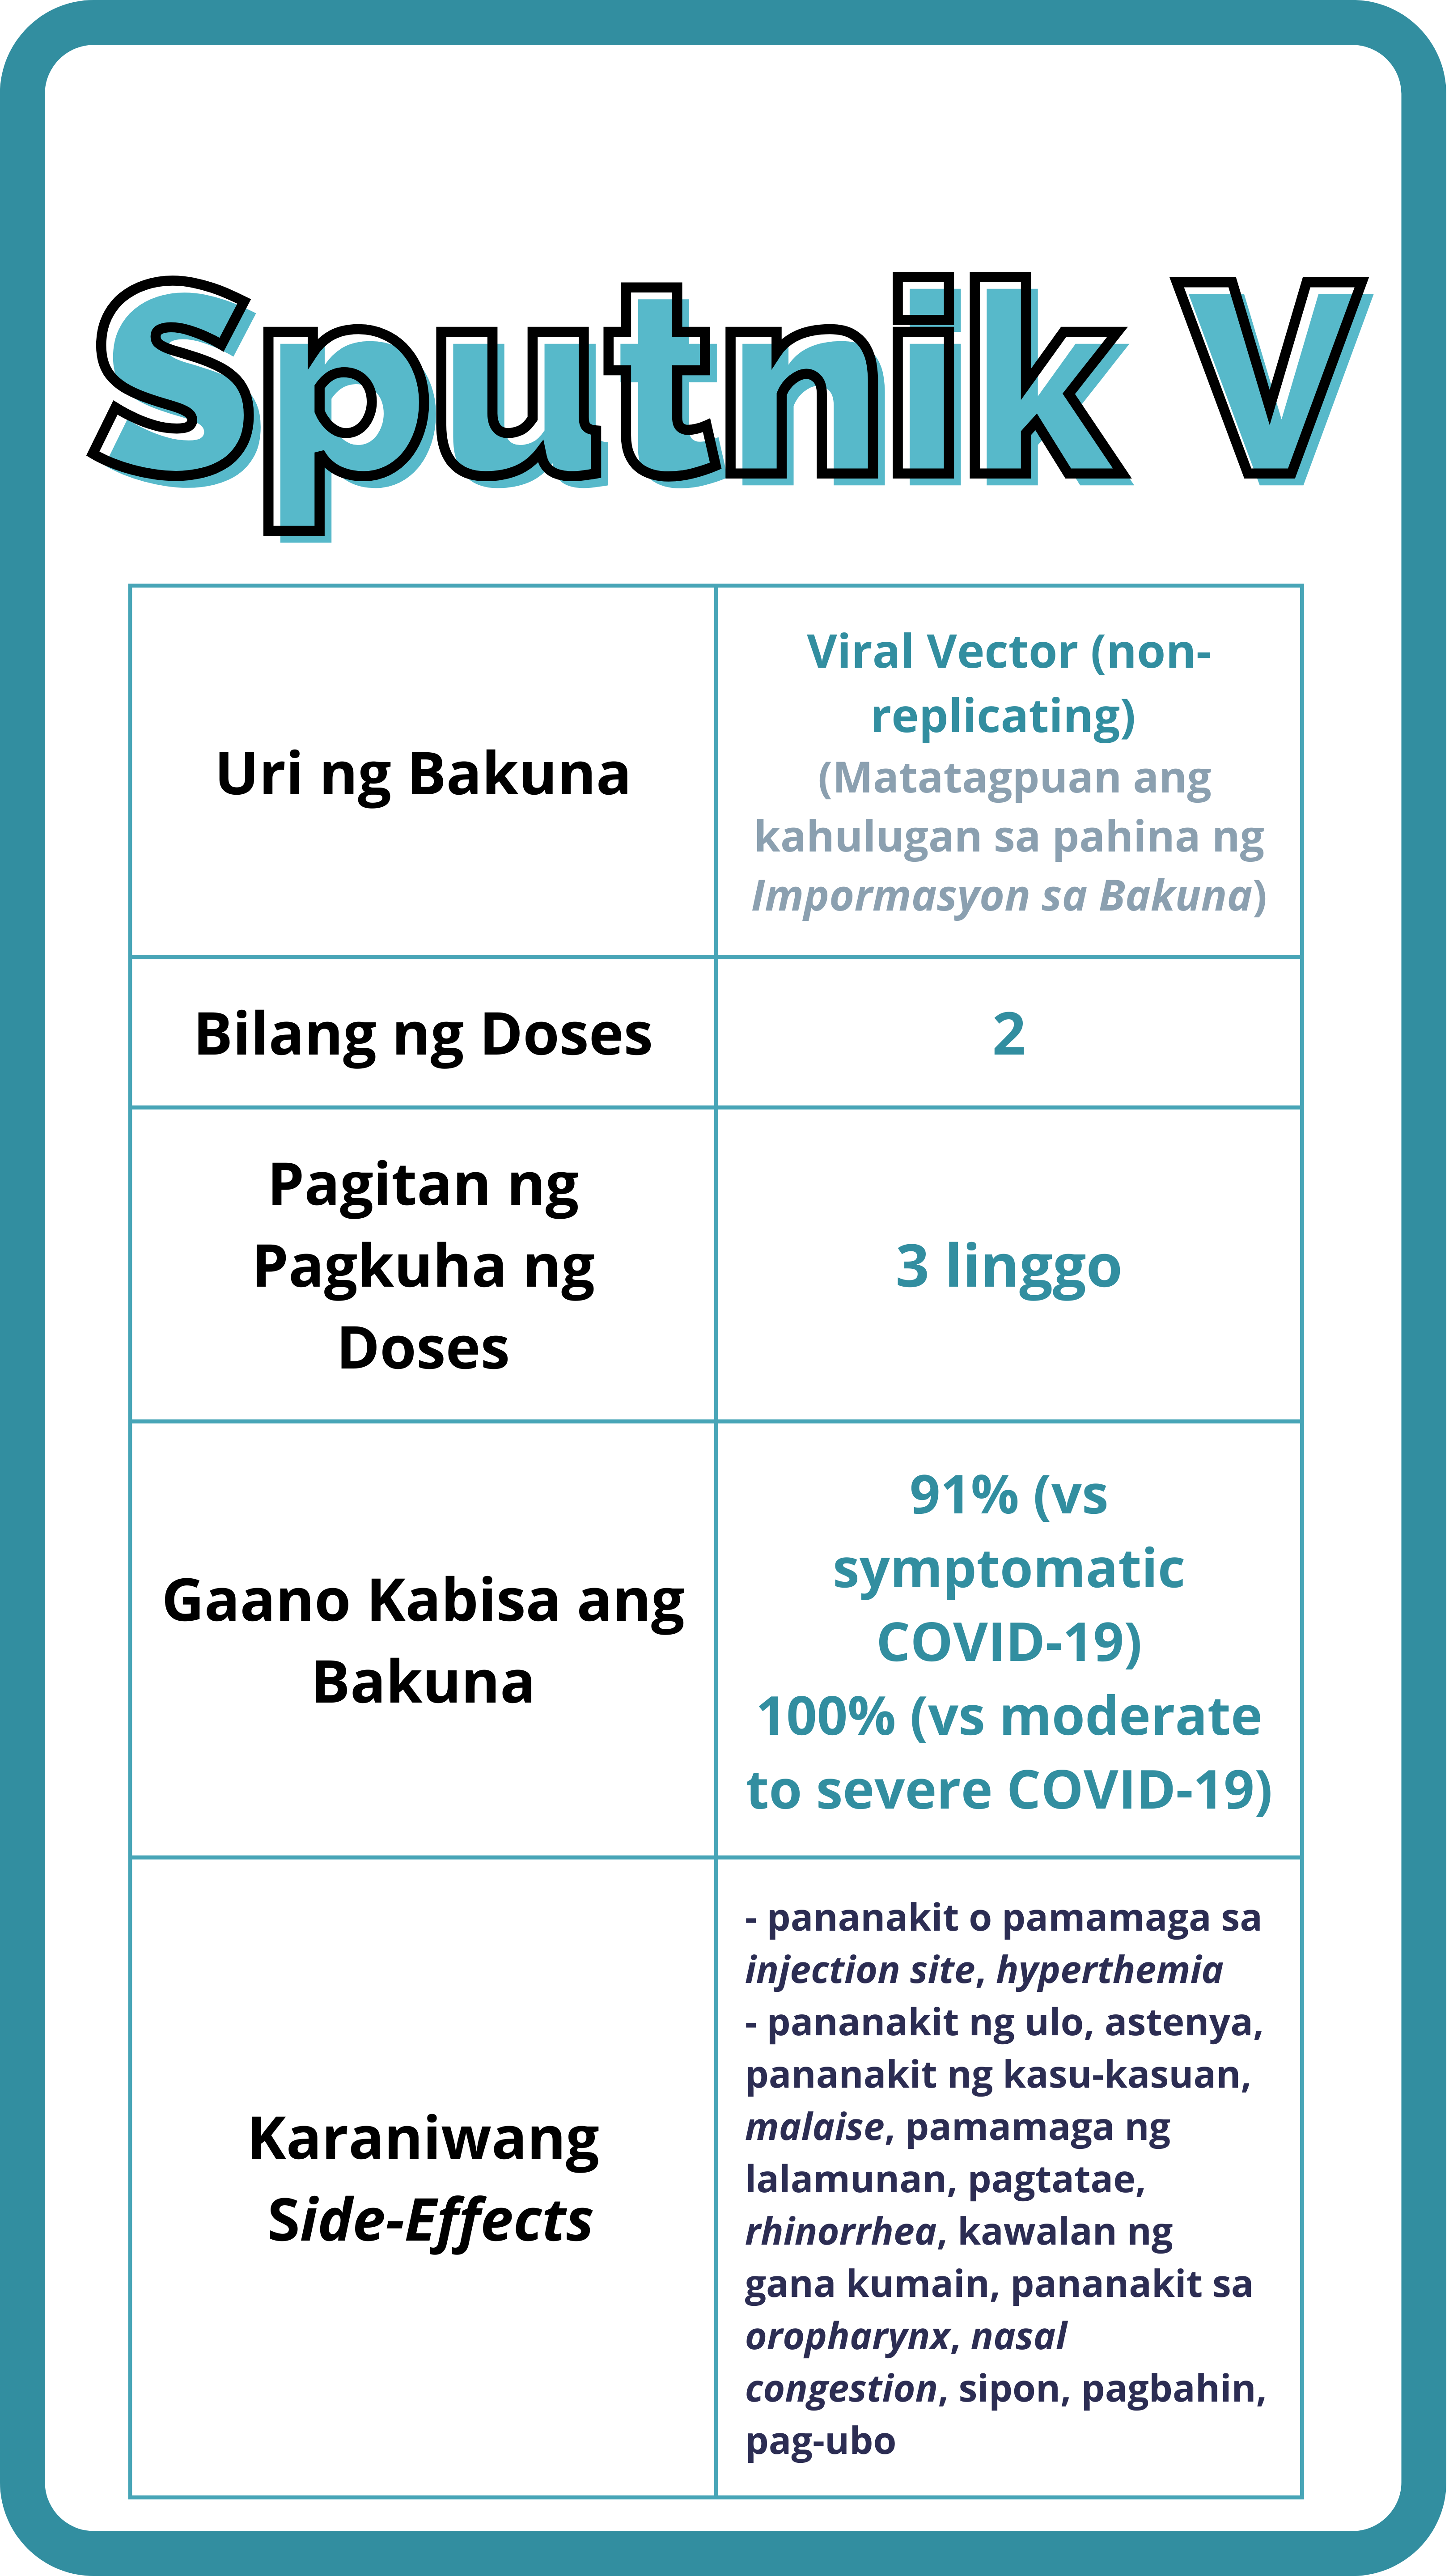 Sputnik V
Uri ng Bakuna
Viral Vector (non-
replicating)
(Matatagpuan ang
kahulugan sa pahina ng
Impormasyon sa Bakuna)
Bilang ng Doses
2
Pagitan ng
Pagkuha ng
Doses
3 linggo
Gaano Kabisa ang
Bakuna
91% (vs
symptomatic
COVID-19)
100% (vs moderate
to severe COVID-19)
Karaniwang
Side-Effects
- pananakit o pamamaga sa
injection site, hyperthemia
- pananakit ng ulo, astenya,
pananakit ng kasu-kasuan,
malaise, pamamaga ng
lalamunan, pagtatae,
rhinorrhea, kawalan ng
gana kumain, pananakit sa
oropharynx, nasal
congestion, sipon, pagbahin,
pag-ubo